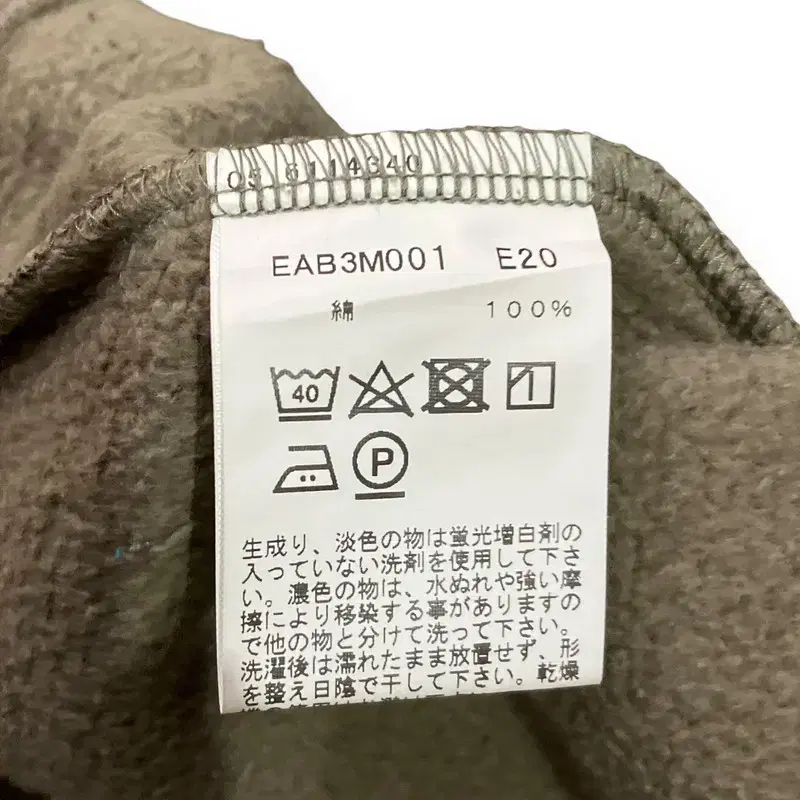 OS 6114340
EAB3M001 E20
綿 100%
40
P
生成り、淡色の物は蛍光増白剤の
入っていない洗剤を使用して下さ
い。濃色の物は、水ぬれや強い摩
擦により移染する事がありますの
で他の物と分けて洗って下さい。
洗濯後は濡れたまま放置せず、形
を整え日陰で干して下さい。乾燥